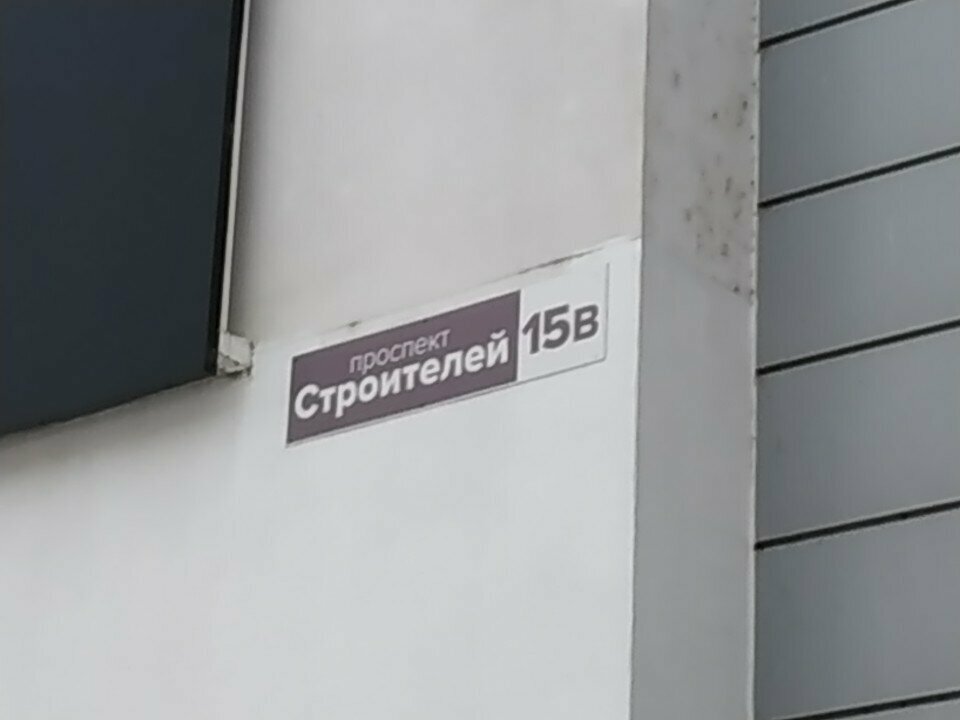 проспект
Строителей 15В